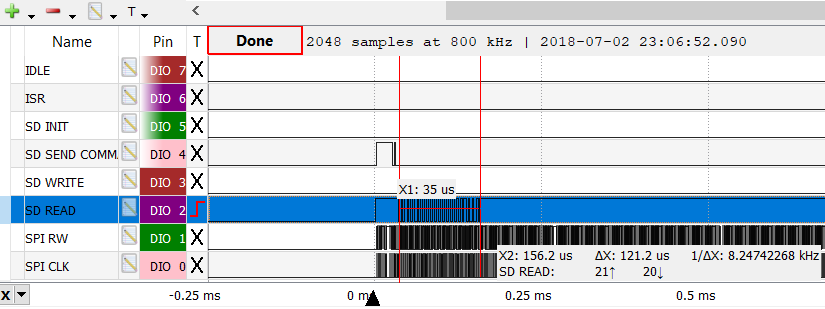 T
Name Pin T Done 2048 samples at 800 kHz | 2018-07-02 23:06:52.090
IDLE DIO 7 X
ISR DIO 6 X
SD INIT DIO 5 X
SD SEND COMM DIO 4 X
SD WRITE DIO 3 X
X1: 35 us
SD READ DIO 2
SPI RW DIO 1 X
X2: 156.2 us ΔX: 121.2 us 1/ΔX: 8.24742268 kHz
SD READ: 21↑ 20↓
SPI CLK DIO 0 X
X -0.25 ms 0 ms 0.25 ms 0.5 ms